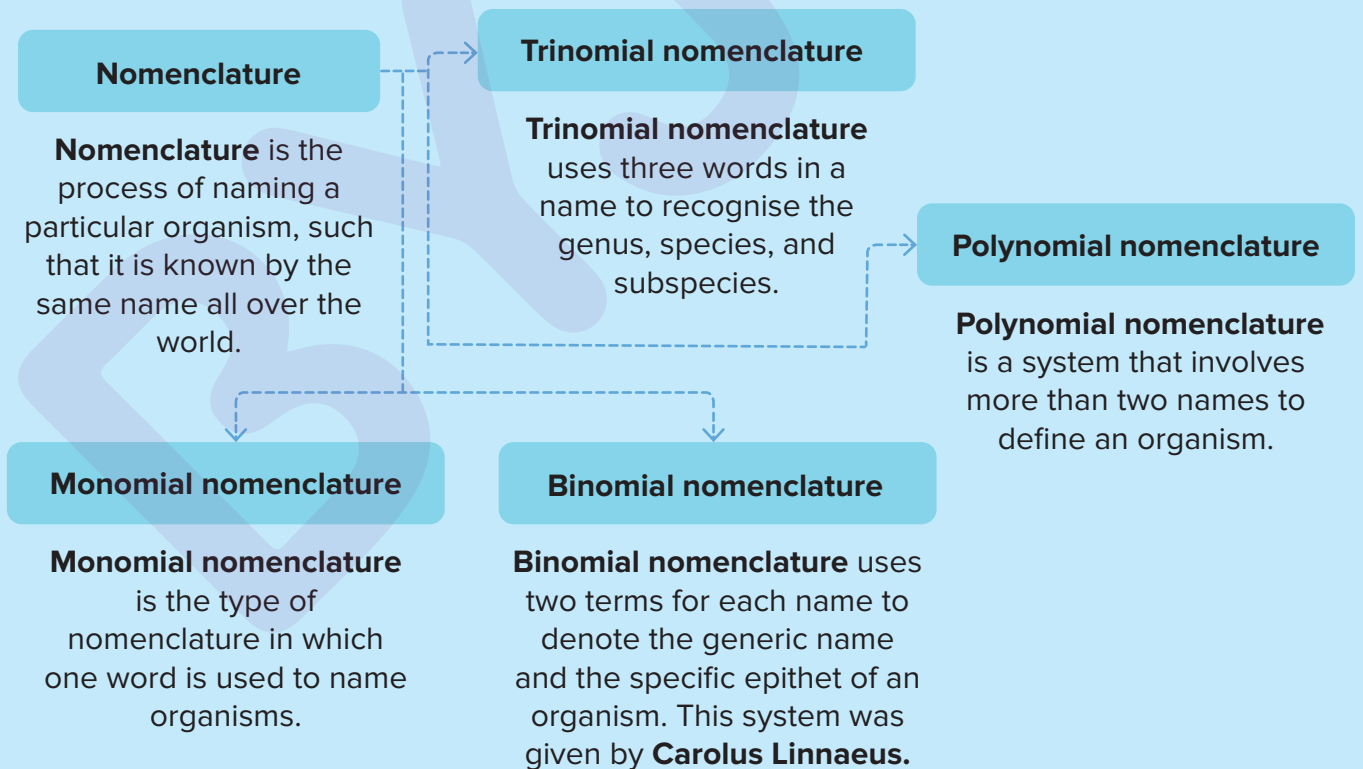 Nomenclature
Nomenclature is the
process of naming a
particular organism, such
that it is known by the
same name all over the
world.
Trinomial nomenclature
Trinomial nomenclature
uses three words in a
name to recognise the
genus, species, and
subspecies.
Polynomial nomenclature
Polynomial nomenclature
is a system that involves
more than two names to
define an organism.
Monomial nomenclature
Monomial nomenclature
is the type of
nomenclature in which
one word is used to name
organisms.
Binomial nomenclature
Binomial nomenclature uses
two terms for each name to
denote the generic name
and the specific epithet of an
organism. This system was
given by Carolus Linnaeus.